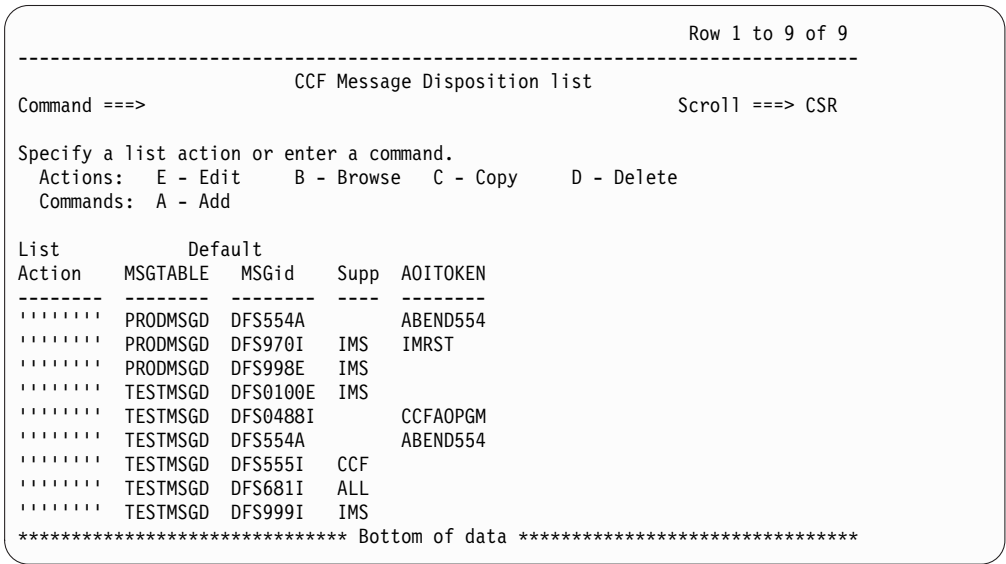 Row 1 to 9 of 9
-------------------------------------------------------------------------------
CCF Message Disposition list
Command ===> Scroll ===> CSR
Specify a list action or enter a command.
Actions: E - Edit B - Browse C - Copy D - Delete
Commands: A - Add
List Default
Action MSGTABLE MSGid Supp AOITOKEN
-------- -------- -------- ---- --------
'''''''' PRODMSGD DFS554A ABEND554
'''''''' PRODMSGD DFS970I IMS IMRST
'''''''' PRODMSGD DFS998E IMS
'''''''' TESTMSGD DFS0100E IMS
'''''''' TESTMSGD DFS0488I CCFAOPGM
'''''''' TESTMSGD DFS554A ABEND554
'''''''' TESTMSGD DFS555I CCF
'''''''' TESTMSGD DFS681I ALL
'''''''' TESTMSGD DFS999I IMS
******************************* Bottom of data ********************************